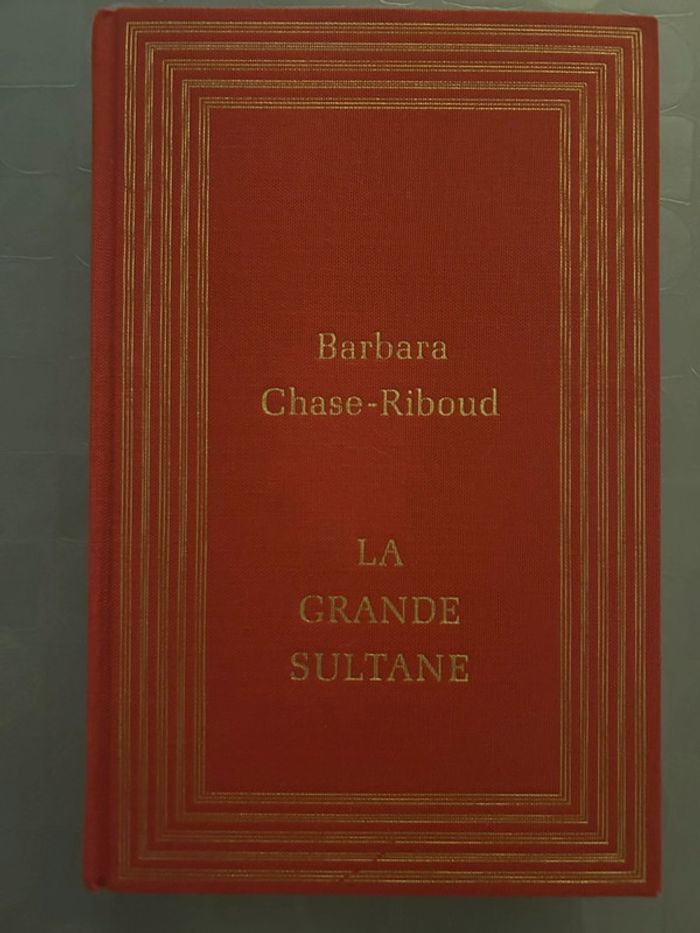 Barbara
Chase-Riboud
LA
GRANDE
SULTANE